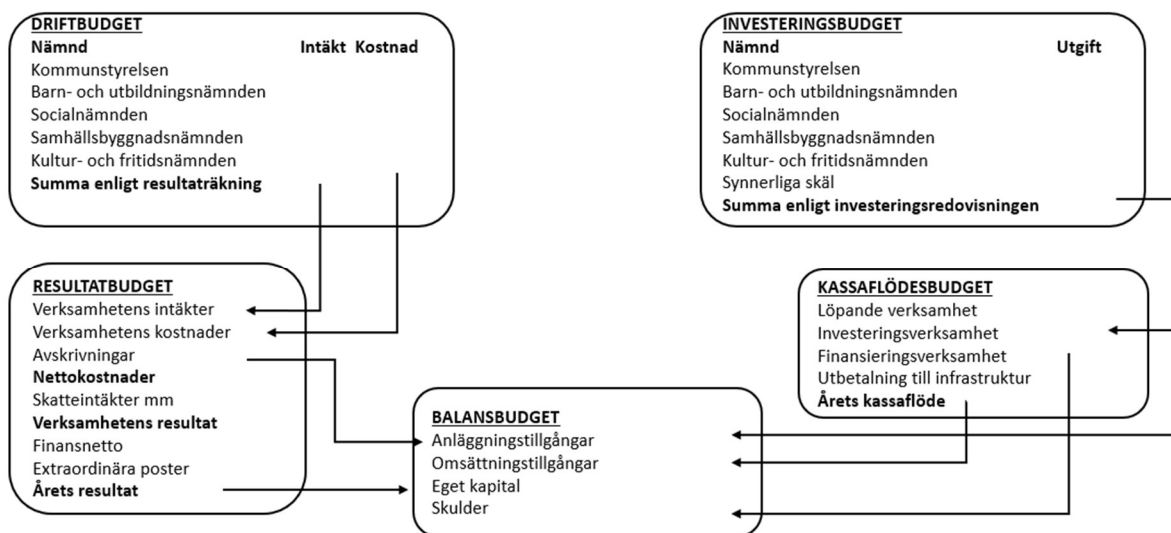 DRIFTBUDGET
Nämnd Intäkt Kostnad
Kommunstyrelsen
Barn- och utbildningsnämnden
Socialnämnden
Samhällsbyggnadsnämnden
Kultur- och fritidsnämnden
Summa enligt resultaträkning
INVESTERINGSBUDGET
Nämnd Utgift
Kommunstyrelsen
Barn- och utbildningsnämnden
Socialnämnden
Samhällsbyggnadsnämnden
Kultur- och fritidsnämnden
Synnerliga skäl
Summa enligt investeringsredovisningen
RESULTATBUDGET
Verksamhetens intäkter
Verksamhetens kostnader
Avskrivningar
Nettokostnader
Skatteintäkter mm
Verksamhetens resultat
Finansnetto
Extraordinära poster
Årets resultat
KASSAFLÖDESBUDGET
Löpande verksamhet
Investeringsverksamhet
Finansieringsverksamhet
Utbetalning till infrastruktur
Årets kassaflöde
BALANSBUDGET
Anläggningstillgångar
Omsättningstillgångar
Eget kapital
Skulder